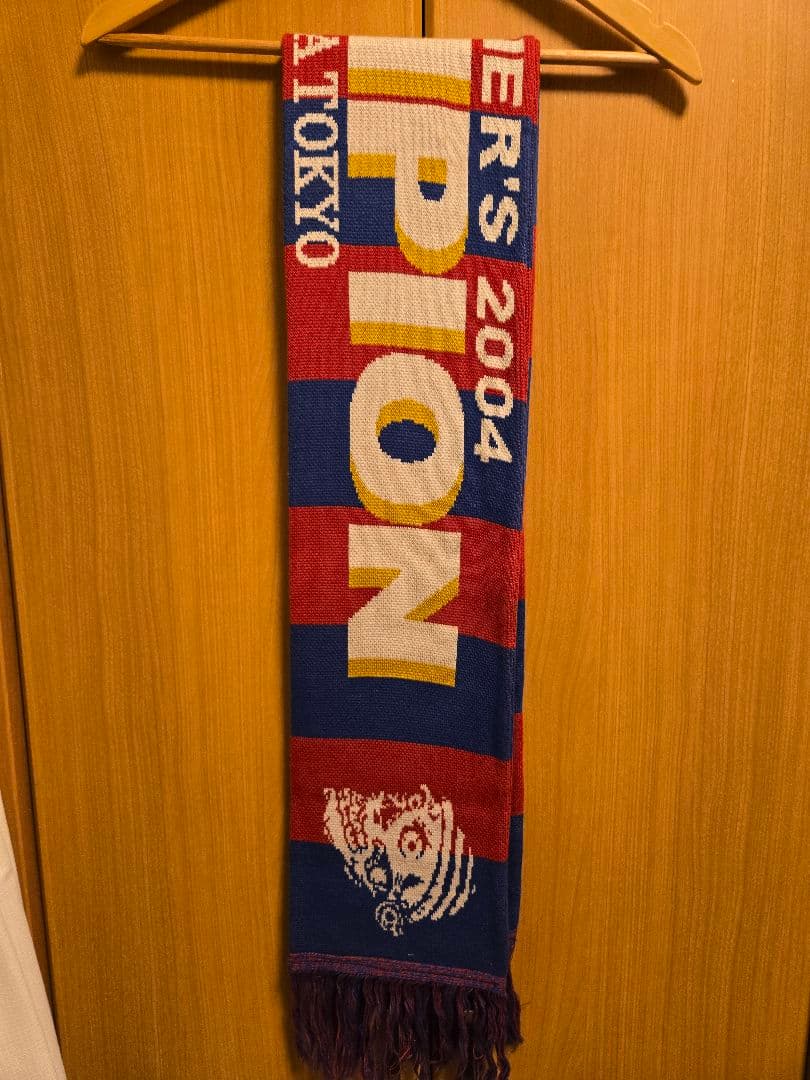 ER'S 2004
PION
A TOKYO